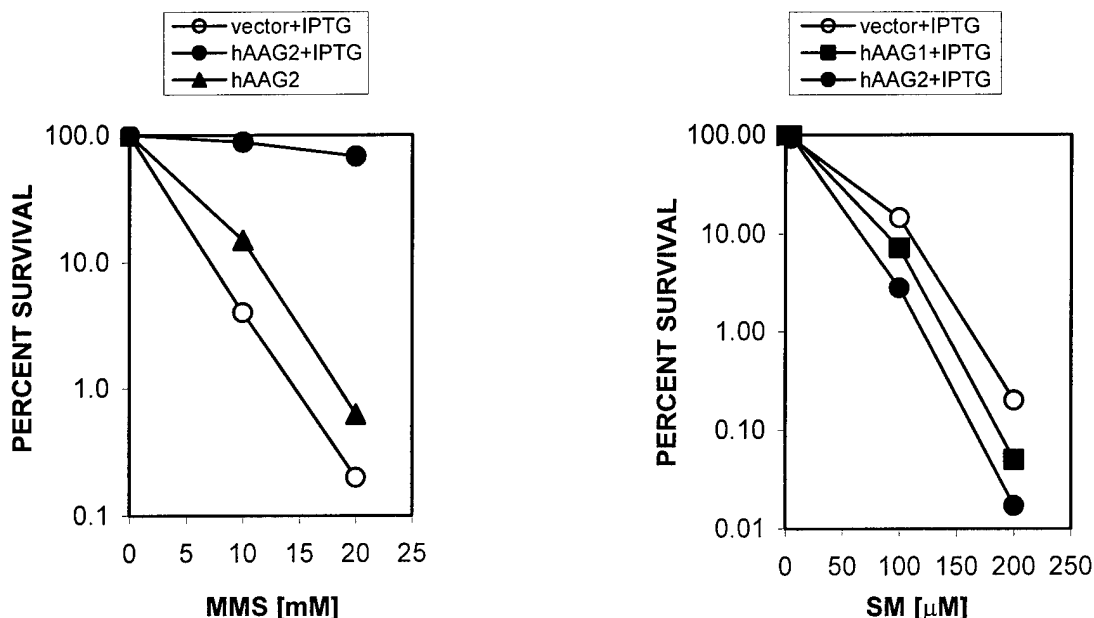 vector+IPTG
hAAG2+IPTG
hAAG2
100.0
10.0
1.0
0.1
PERCENT SURVIVAL
0 5 10 15 20 25
MMS [mM]
vector+IPTG
hAAG1+IPTG
hAAG2+IPTG
100.00
10.00
1.00
0.10
0.01
PERCENT SURVIVAL
0 50 100 150 200 250
SM [µM]